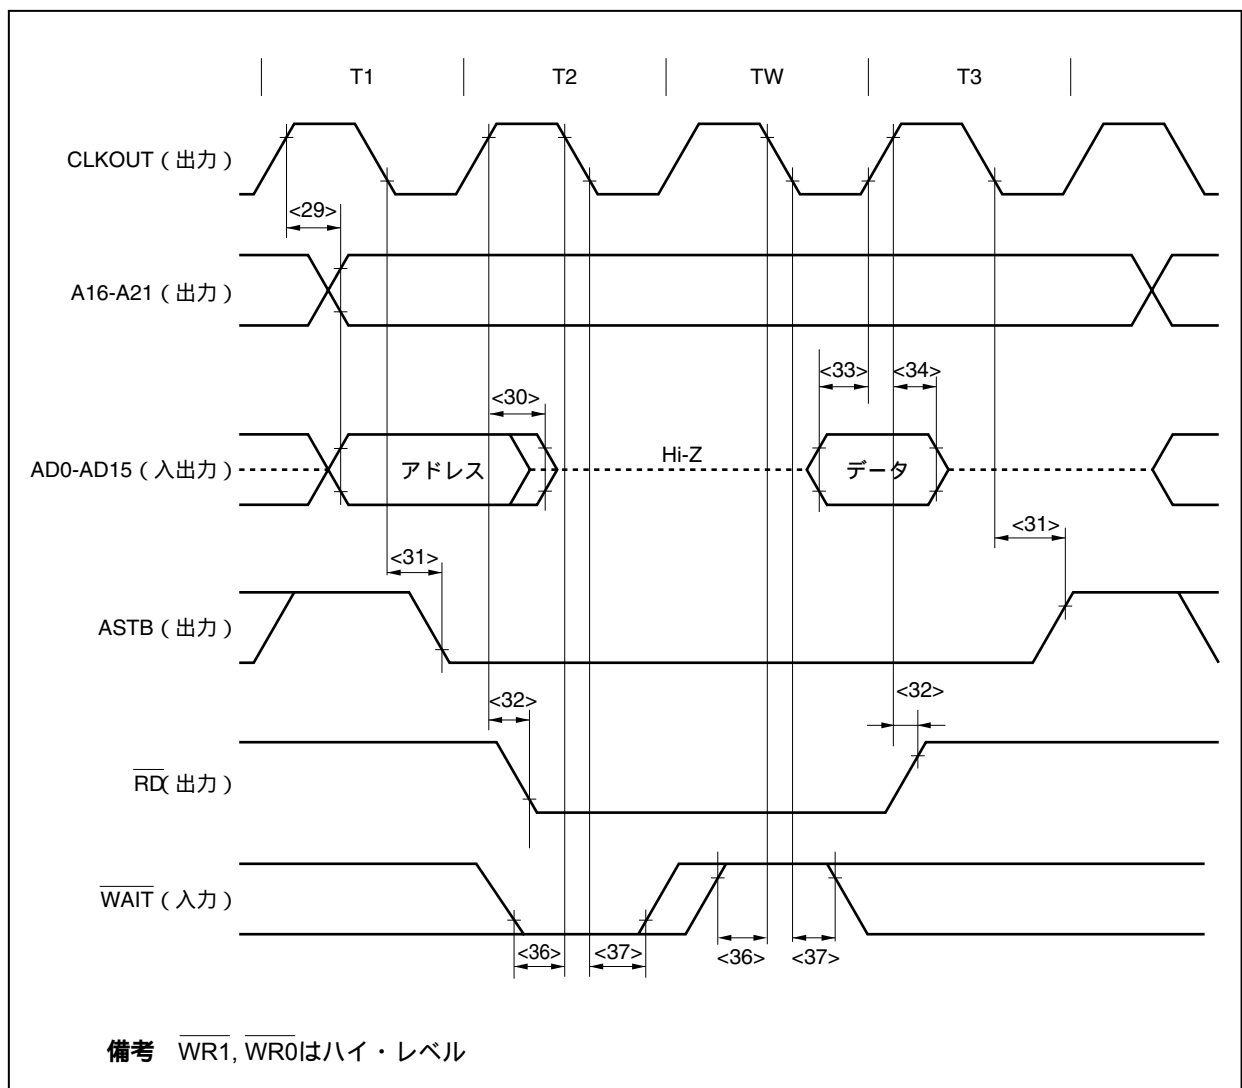 T1 T2 TW T3
CLKOUT（出力）
<29>
A16-A21（出力）
<33> <34>
<30>
AD0-AD15（入出力） アドレス Hi-Z データ
<31> <31>
ASTB（出力）
<32> <32>
RD（出力）
WAIT（入力）
<36> <37> <36> <37>
備考 WR1, WR0はハイ・レベル